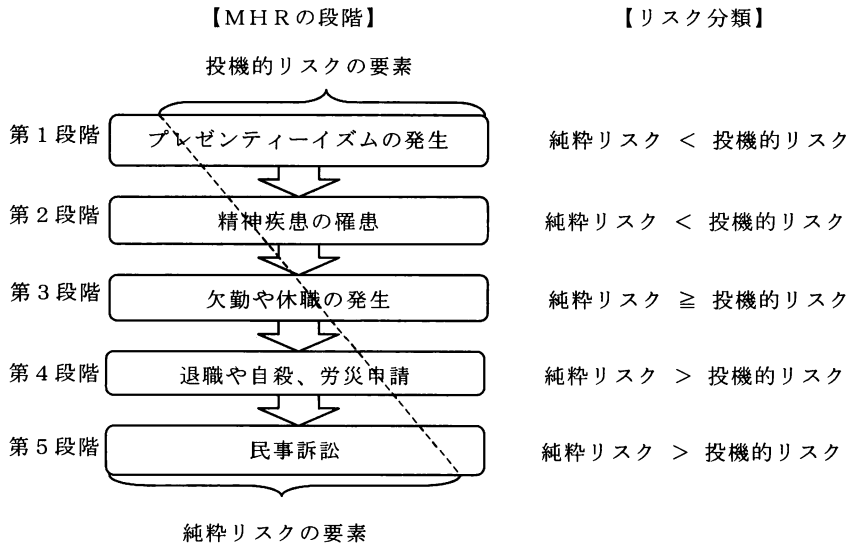 【ＭＨＲの段階】 【リスク分類】
投機的リスクの要素
第１段階 プレゼンティーイズムの発生 純粋リスク ＜ 投機的リスク
第２段階 精神疾患の罹患 純粋リスク ＜ 投機的リスク
第３段階 欠勤や休職の発生 純粋リスク ≧ 投機的リスク
第４段階 退職や自殺、労災申請 純粋リスク ＞ 投機的リスク
第５段階 民事訴訟 純粋リスク ＞ 投機的リスク
純粋リスクの要素